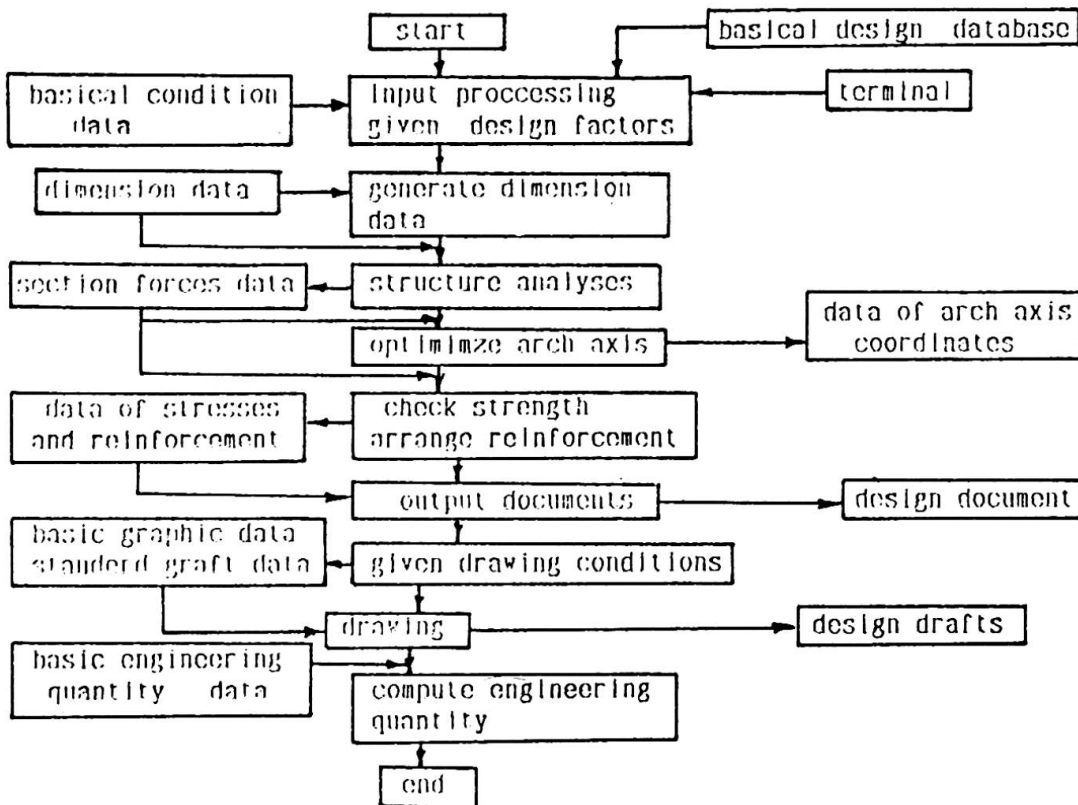 start
basical design database
basical condition
data
input proccessing
given design factors
terminal
dimension data
generate dimension
data
section forces data
structure analyses
optimimze arch axis
data of arch axis
coordinates
data of stresses
and reinforcement
check strength
arrange reinforcement
output documents
design document
basic graphic data
standerd graft data
given drawing conditions
drawing
design drafts
basic engineering
quantity data
compute engineering
quantity
end